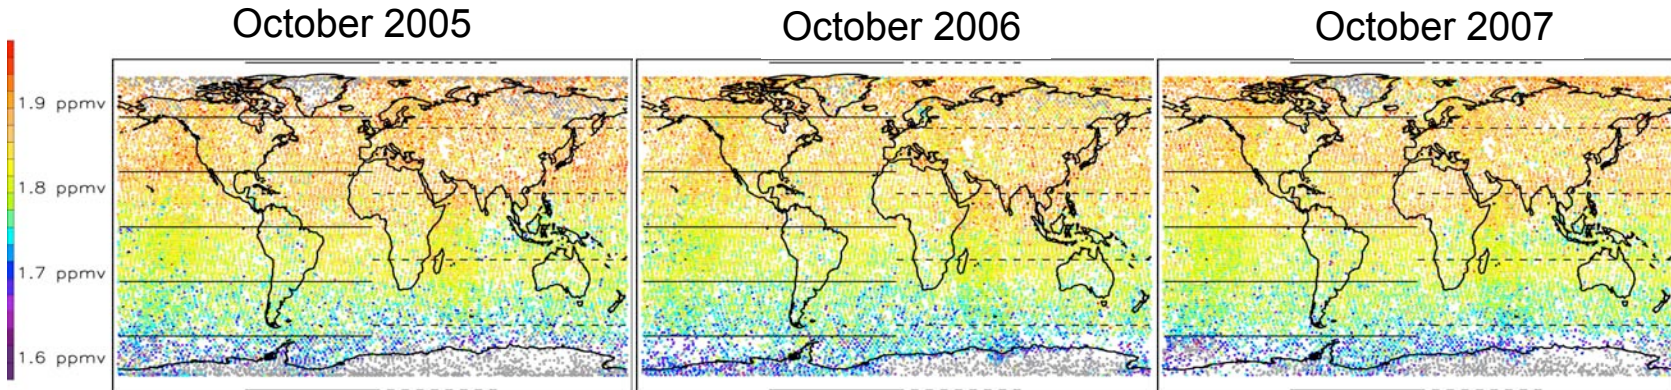 October 2005
October 2006
October 2007
1.9 ppmv
1.8 ppmv
1.7 ppmv
1.6 ppmv